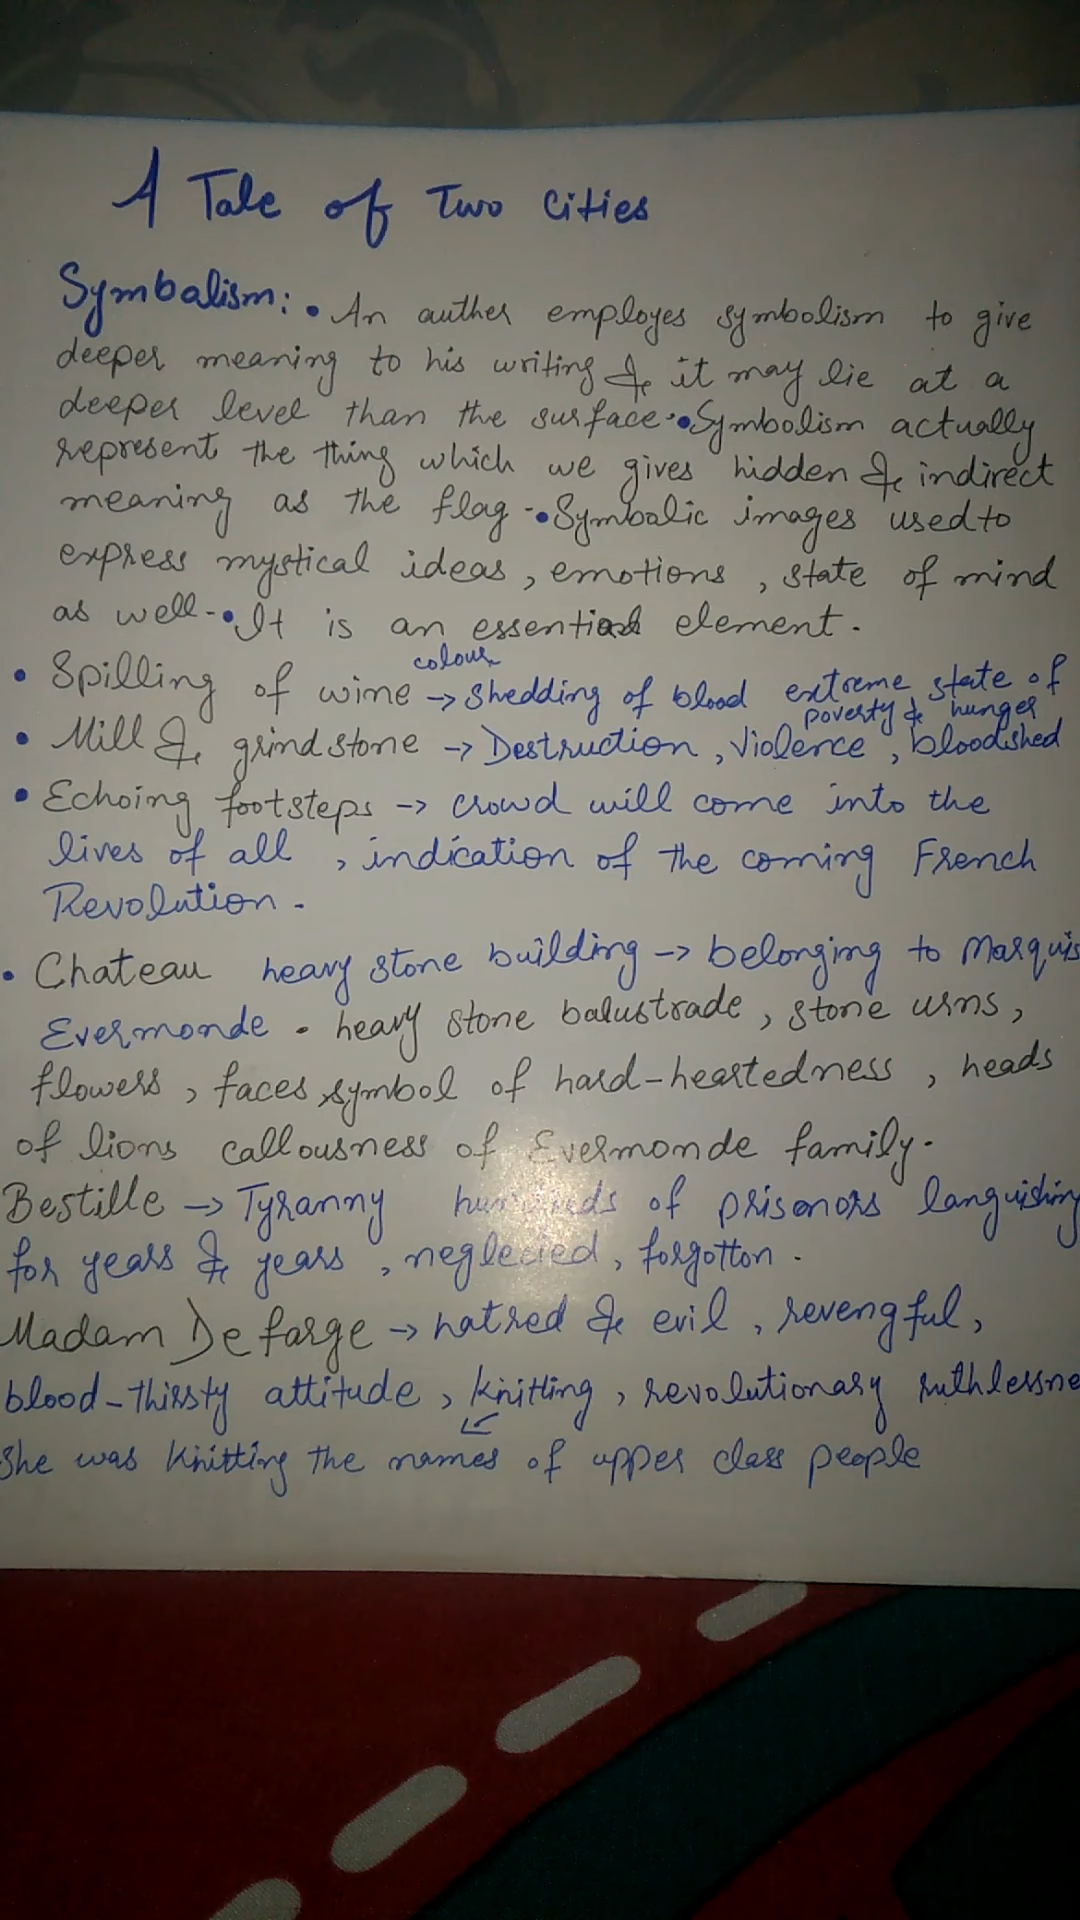 A Tale of Two Cities
Symbalism: • An auther employes symbolism to give
deeper meaning to his writing & it may lie at a
deeper level than the surface. • Symbolism actually
represent the thing which we gives hidden & indirect
meaning as the flag - • Symbolic images used to
express mystical ideas, emotions, state of mind
as well - • It is an essential element.
• Spilling of wine colour → Shedding of blood extreme state of
poverty & hunger
• Mill & grindstone → Destruction, Violence, bloodshed
• Echoing footsteps → crowd will come into the
lives of all, indication of the coming French
Revolution -
• Chateau heavy stone building → belonging to Marquis
Evermonde • heavy stone balustrade, stone urns,
flowers, faces, symbol of hard-heartedness, heads
of lions callousness of Evermonde family.
Bestille → Tyranny hundreds of prisonors languishing
for years & years, neglected, forgotton.
Madam Defarge → hatred & evil, revengful,
blood-thirsty attitude, Knitting, revolutionary ruthlessne
She was Knitting the names of upper class people